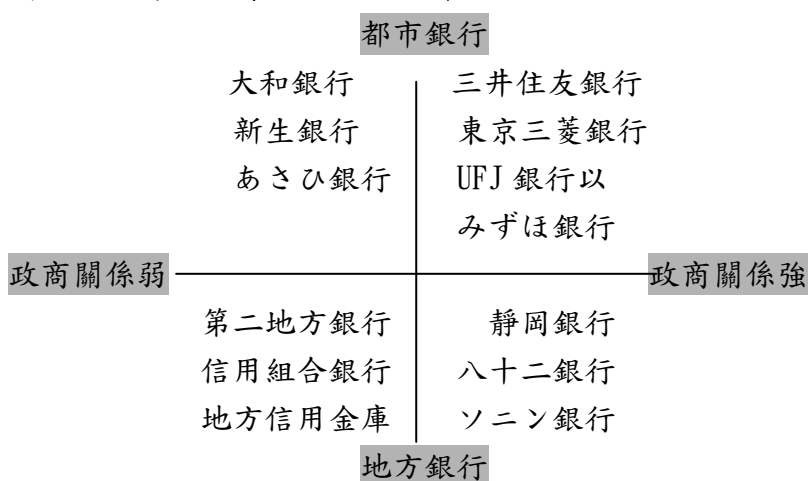 都市銀行
大和銀行 三井住友銀行
新生銀行 東京三菱銀行
あさひ銀行 UFJ 銀行以
みずほ銀行
政商關係弱 政商關係強
第二地方銀行 靜岡銀行
信用組合銀行 八十二銀行
地方信用金庫 ソニン銀行
地方銀行